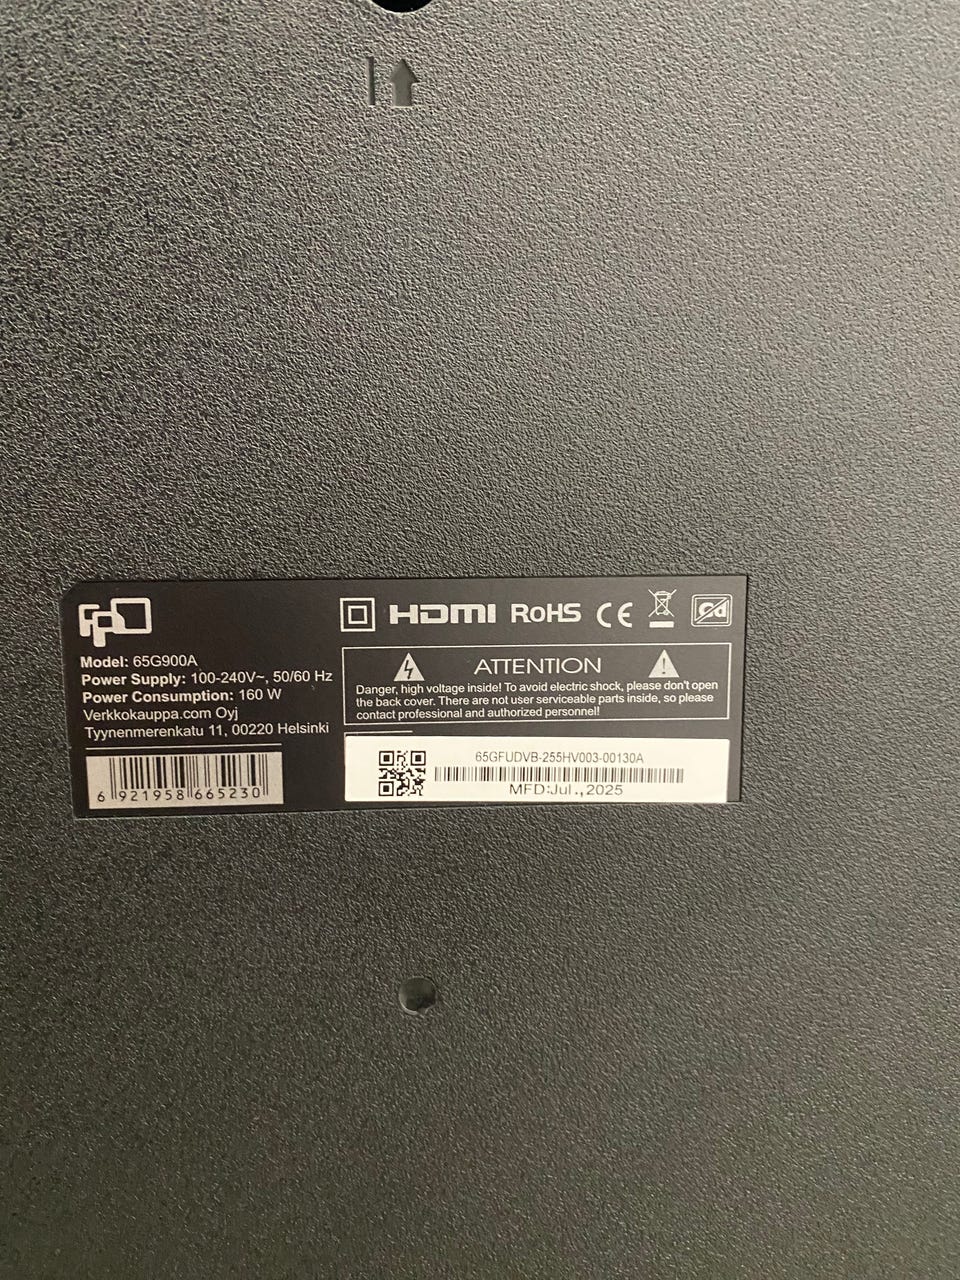 Model: 65G900A
Power Supply: 100-240V~, 50/60 Hz
Power Consumption: 160 W
Verkkokauppa.com Oyj
Tyynenmerenkatu 11, 00220 Helsinki
6 921958 665230
HDMI RoHS CE Cd
ATTENTION
Danger, high voltage inside! To avoid electric shock, please don't open
the back cover. There are not user serviceable parts inside, so please
contact professional and authorized personnel!
65GFUDVB-255HV003-00130A
MFD:Jul.,2025